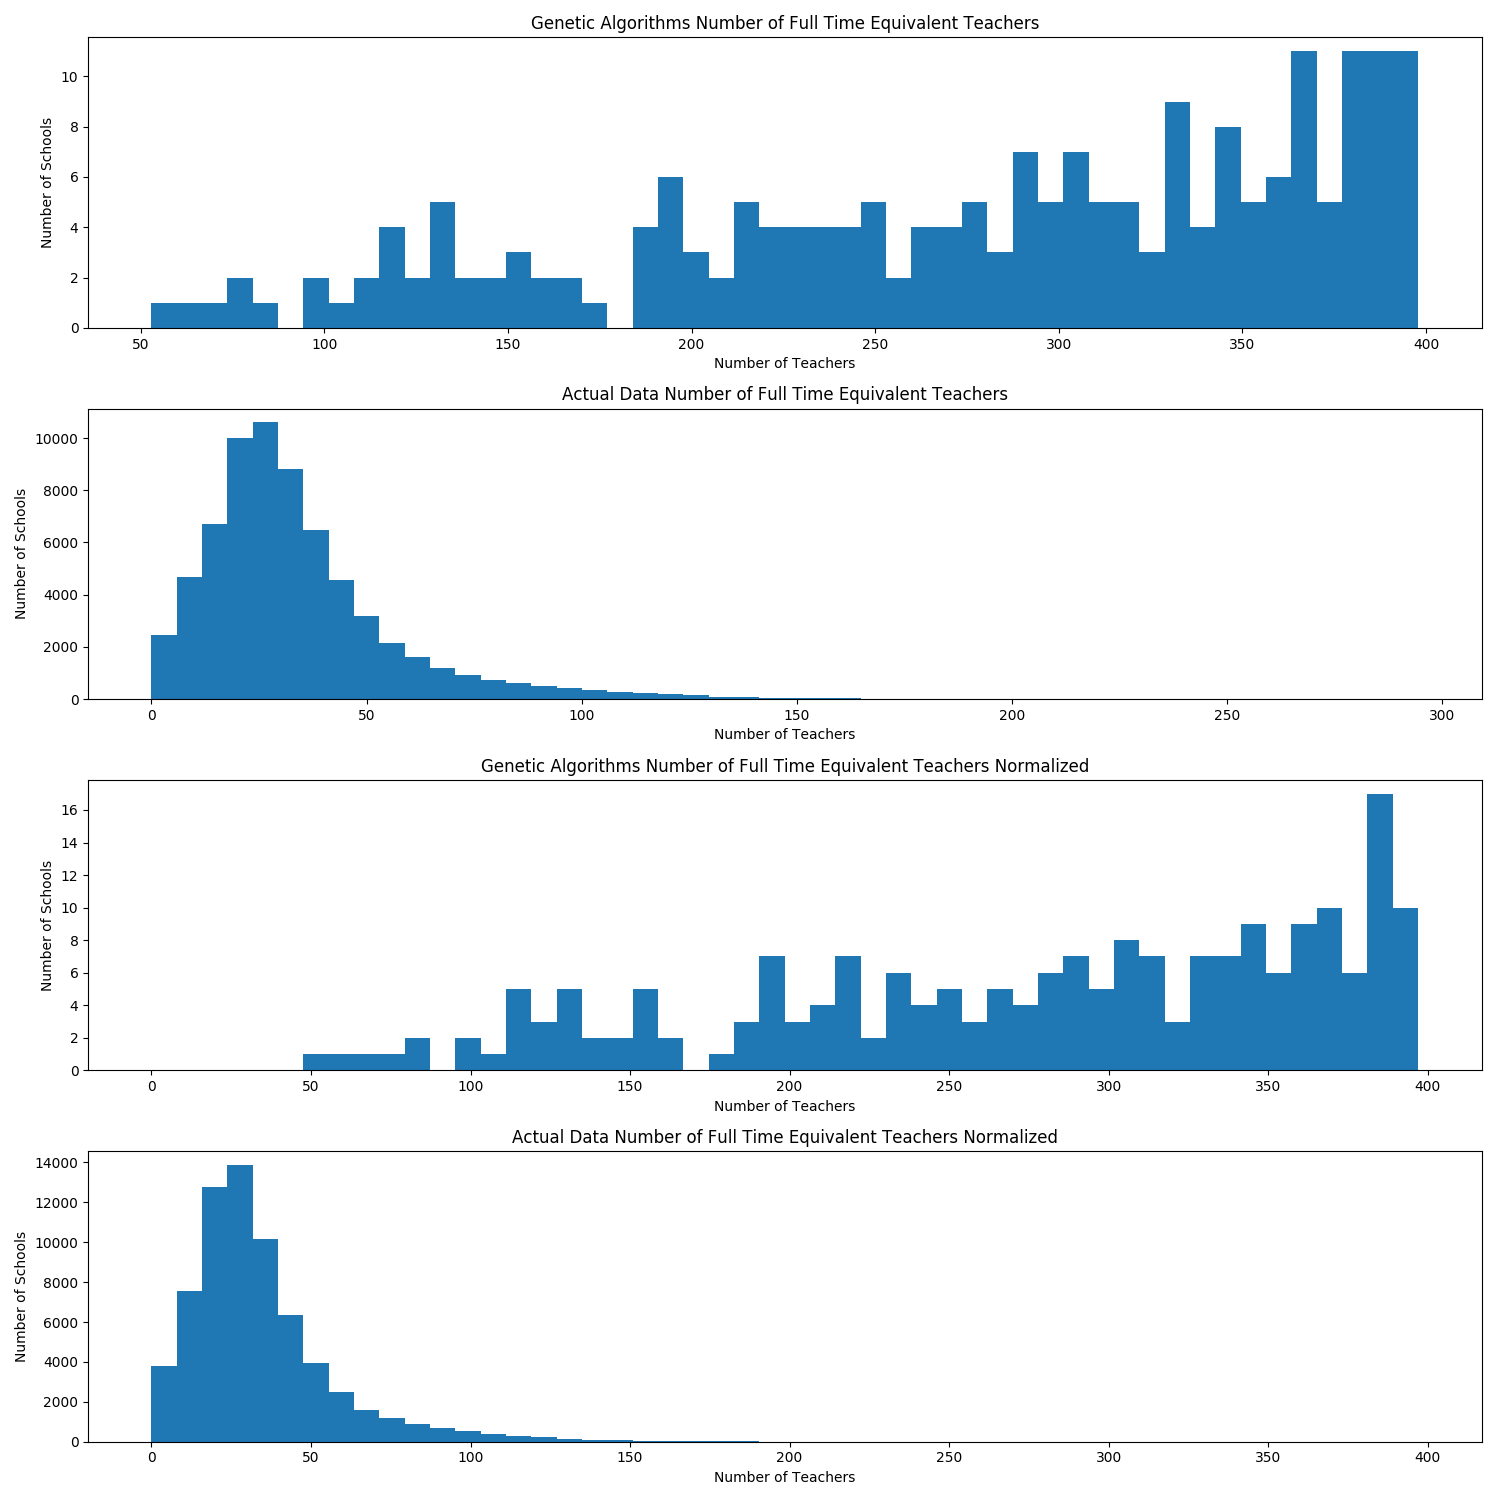 Genetic Algorithms Number of Full Time Equivalent Teachers
Number of Schools
10
8
6
4
2
0
50 100 150 200 250 300 350 400
Number of Teachers
Actual Data Number of Full Time Equivalent Teachers
Number of Schools
10000
8000
6000
4000
2000
0
0 50 100 150 200 250 300
Number of Teachers
Genetic Algorithms Number of Full Time Equivalent Teachers Normalized
Number of Schools
16
14
12
10
8
6
4
2
0
0 50 100 150 200 250 300 350 400
Number of Teachers
Actual Data Number of Full Time Equivalent Teachers Normalized
Number of Schools
14000
12000
10000
8000
6000
4000
2000
0
0 50 100 150 200 250 300 350 400
Number of Teachers